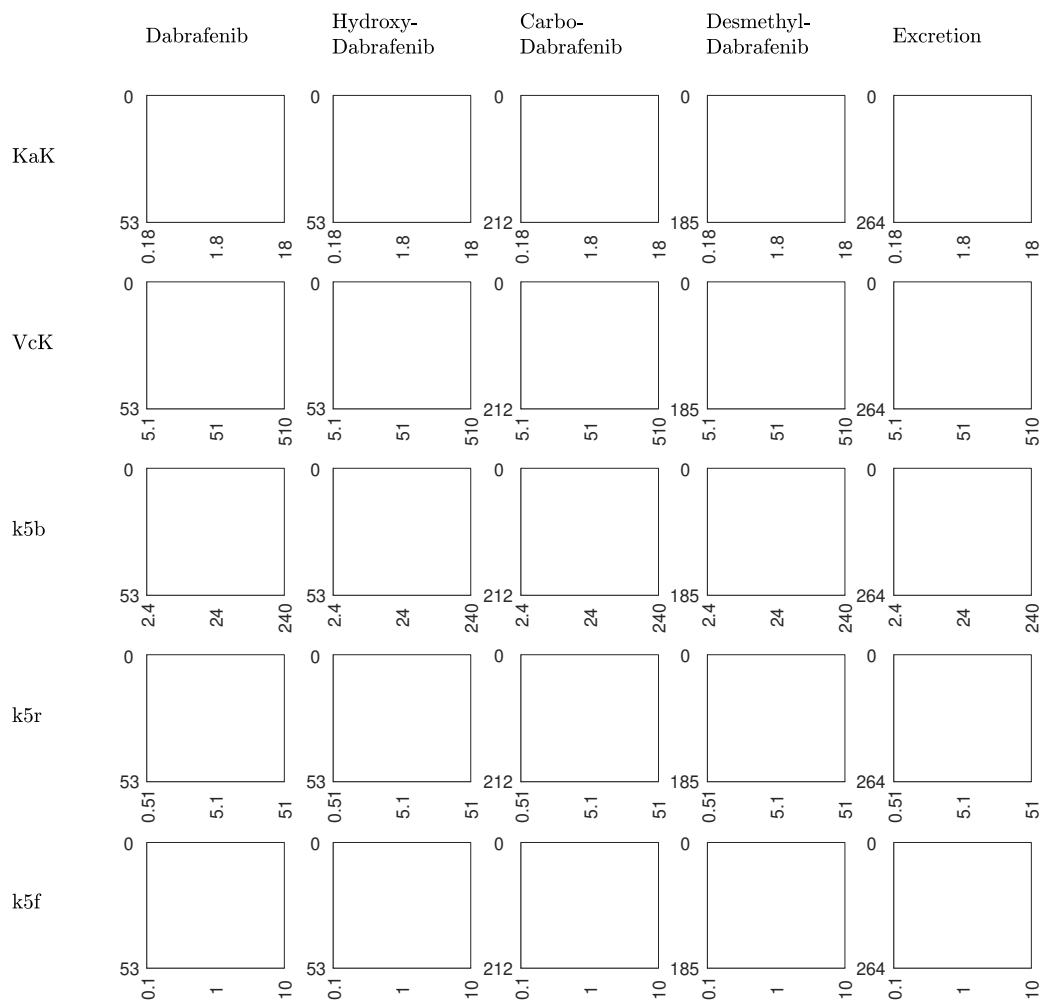 Dabrafenib Hydroxy-Dabrafenib Carbo-Dabrafenib Desmethyl-Dabrafenib Excretion
KaK
0 0 0 0 0
53 53 212 185 264
0.18 1.8 18 0.18 1.8 18 0.18 1.8 18 0.18 1.8 18 0.18 1.8 18
VcK
0 0 0 0 0
53 53 212 185 264
5.1 51 510 5.1 51 510 5.1 51 510 5.1 51 510 5.1 51 510
k5b
0 0 0 0 0
53 53 212 185 264
2.4 24 240 2.4 24 240 2.4 24 240 2.4 24 240 2.4 24 240
k5r
0 0 0 0 0
53 53 212 185 264
0.51 5.1 51 0.51 5.1 51 0.51 5.1 51 0.51 5.1 51 0.51 5.1 51
k5f
0 0 0 0 0
53 53 212 185 264
0.1 1 10 0.1 1 10 0.1 1 10 0.1 1 10 0.1 1 10